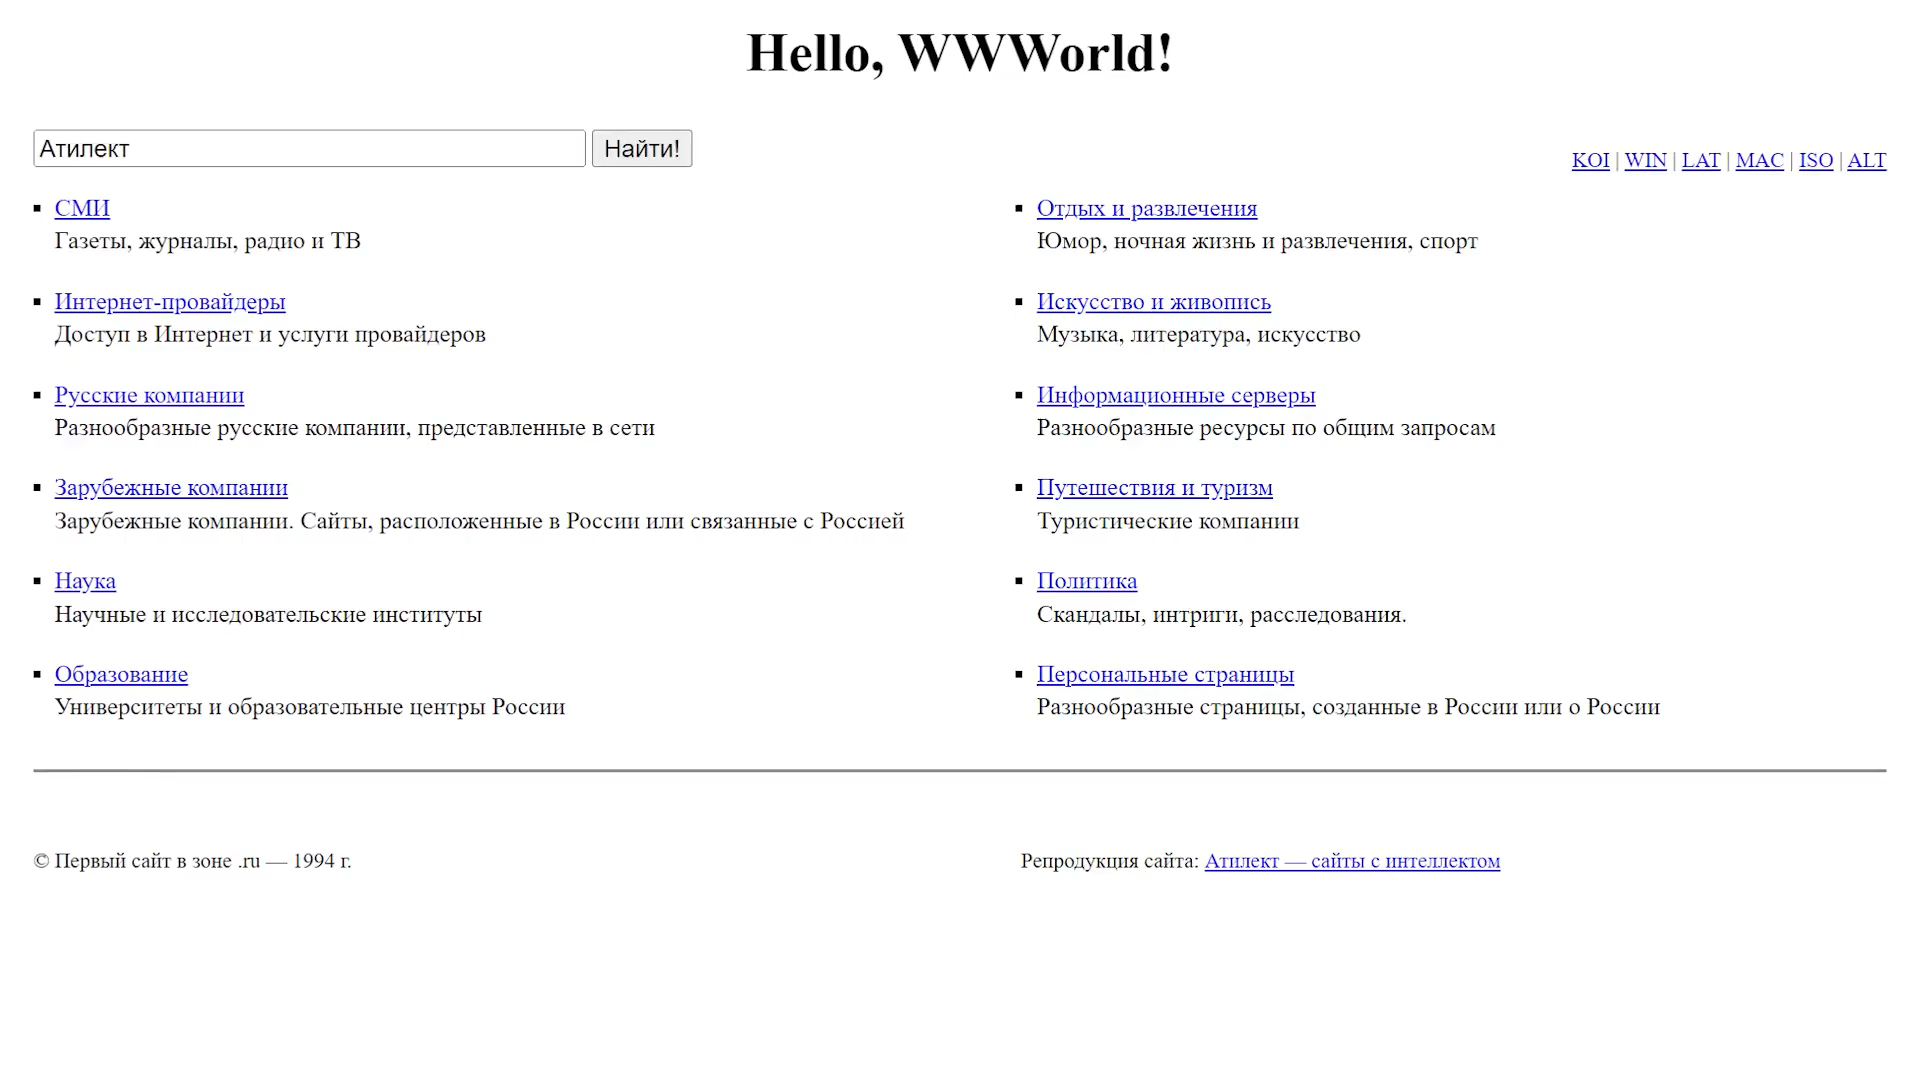 Hello, WWWorld!
Атилект
Найти!
KOI | WIN | LAT | MAC | ISO | ALT
СМИ
Газеты, журналы, радио и ТВ
Интернет-провайдеры
Доступ в Интернет и услуги провайдеров
Русские компании
Разнообразные русские компании, представленные в сети
Зарубежные компании
Зарубежные компании. Сайты, расположенные в России или связанные с Россией
Наука
Научные и исследовательские институты
Образование
Университеты и образовательные центры России
Отдых и развлечения
Юмор, ночная жизнь и развлечения, спорт
Искусство и живопись
Музыка, литература, искусство
Информационные серверы
Разнообразные ресурсы по общим запросам
Путешествия и туризм
Туристические компании
Политика
Скандалы, интриги, расследования.
Персональные страницы
Разнообразные страницы, созданные в России или о России
© Первый сайт в зоне .ru — 1994 г.
Репродукция сайта: Атилект — сайты с интеллектом